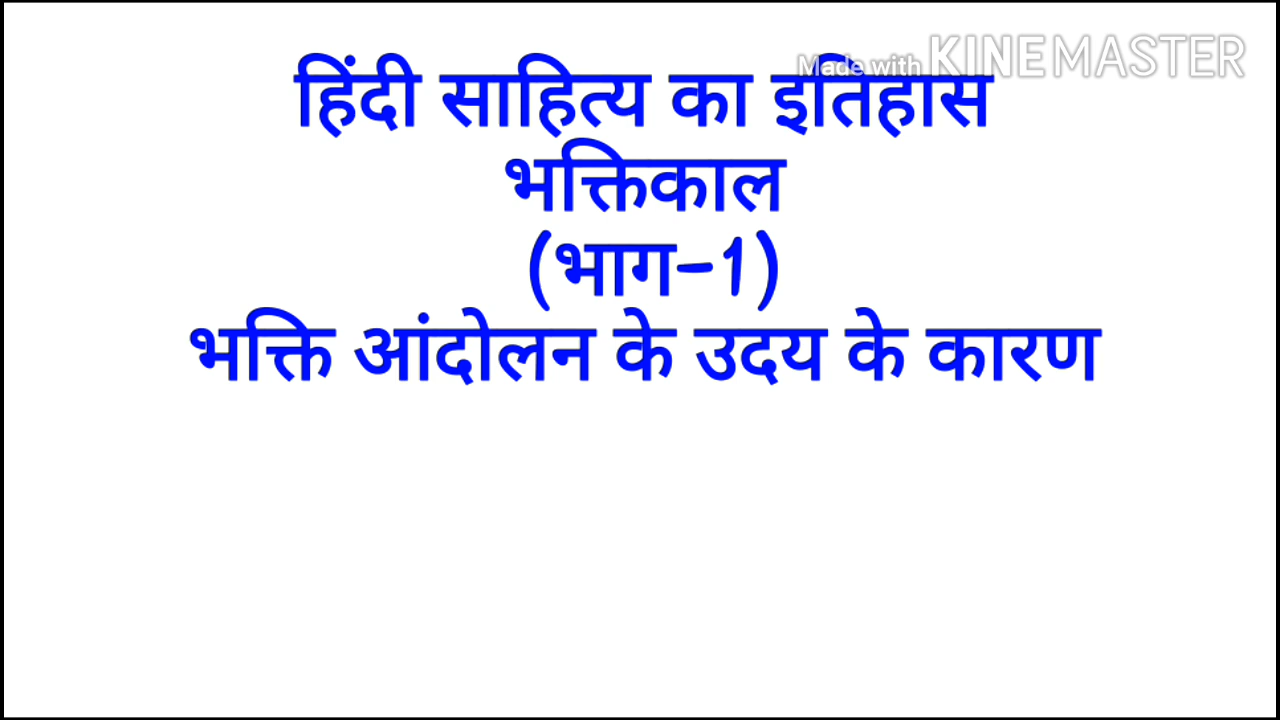 Made with KINEMASTER
हिंदी साहित्य का इतिहास
भक्तिकाल
(भाग-1)
भक्ति आंदोलन के उदय के कारण